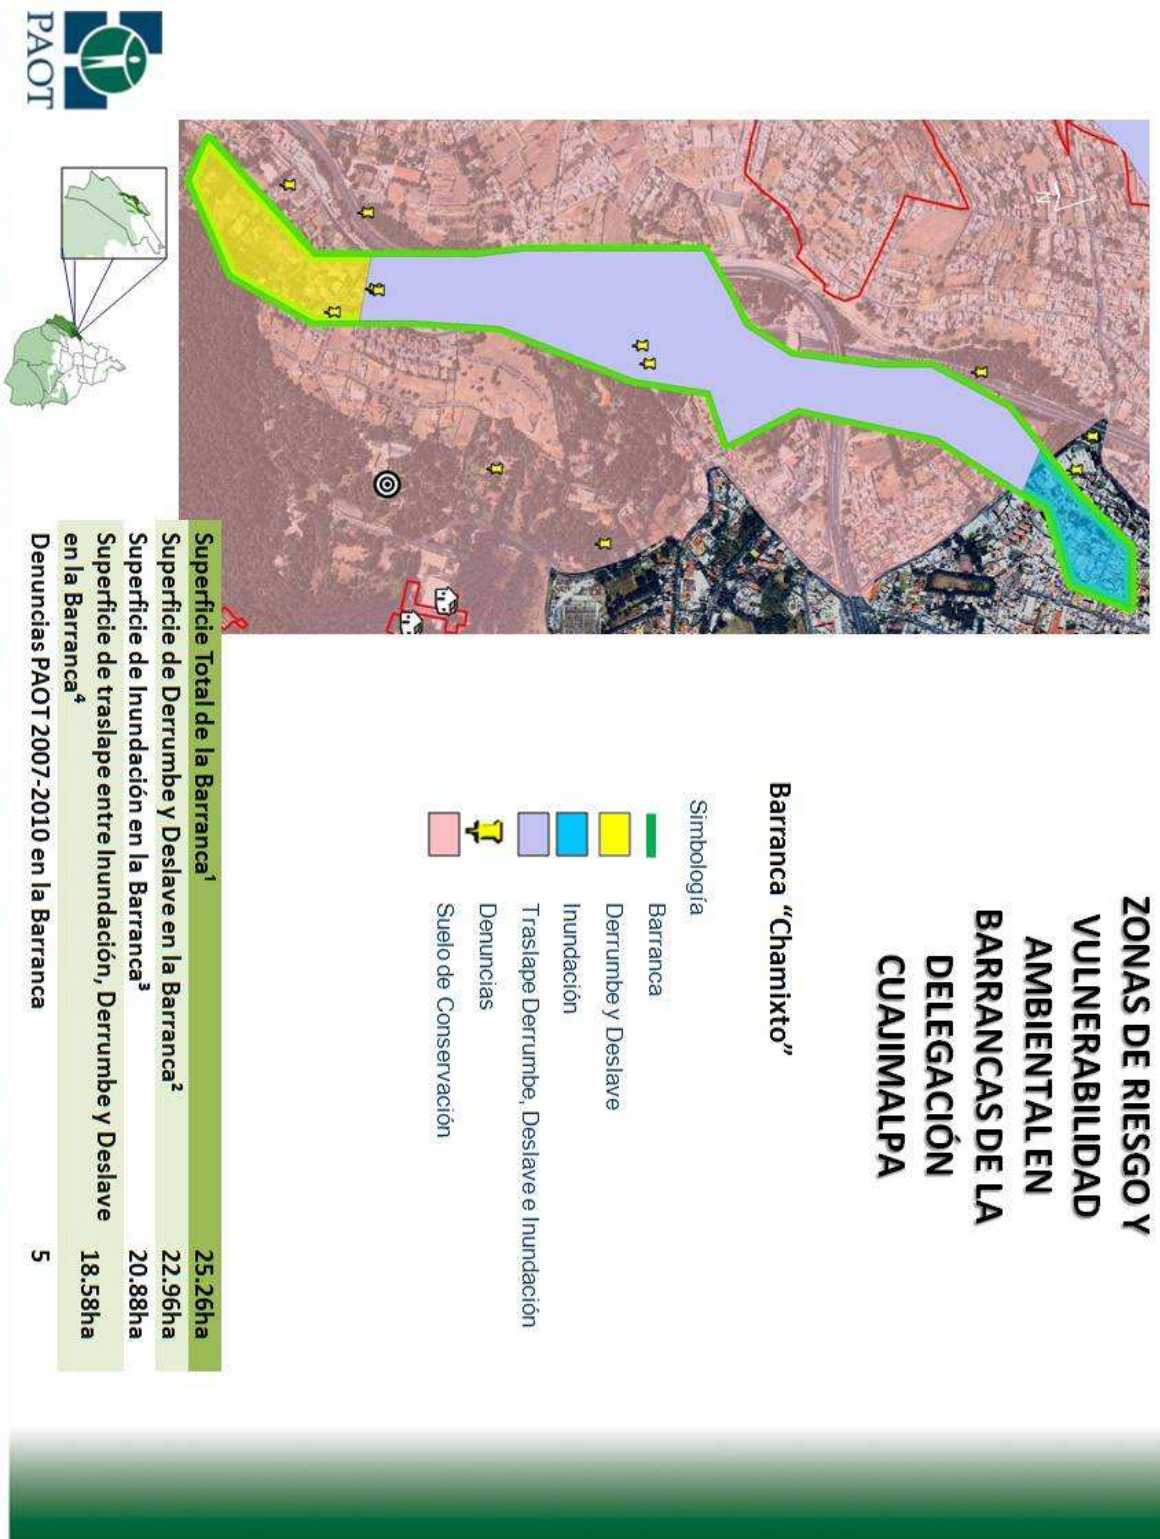 PAOT
ZONAS DE RIESGO Y
VULNERABILIDAD
AMBIENTAL EN
BARRANCAS DE LA
DELEGACIÓN
CUAJIMALPA
Barranca “Chamixto”
Simbología
Barranca
Derrumbe y Deslave
Inundación
Traslape Derrumbe, Deslave e Inundación
Denuncias
Suelo de Conservación
N
Superficie Total de la Barranca¹ 25.26ha
Superficie de Derrumbe y Deslave en la Barranca² 22.96ha
Superficie de Inundación en la Barranca³ 20.88ha
Superficie de traslape entre Inundación, Derrumbe y Deslave
en la Barranca⁴ 18.58ha
Denuncias PAOT 2007-2010 en la Barranca 5